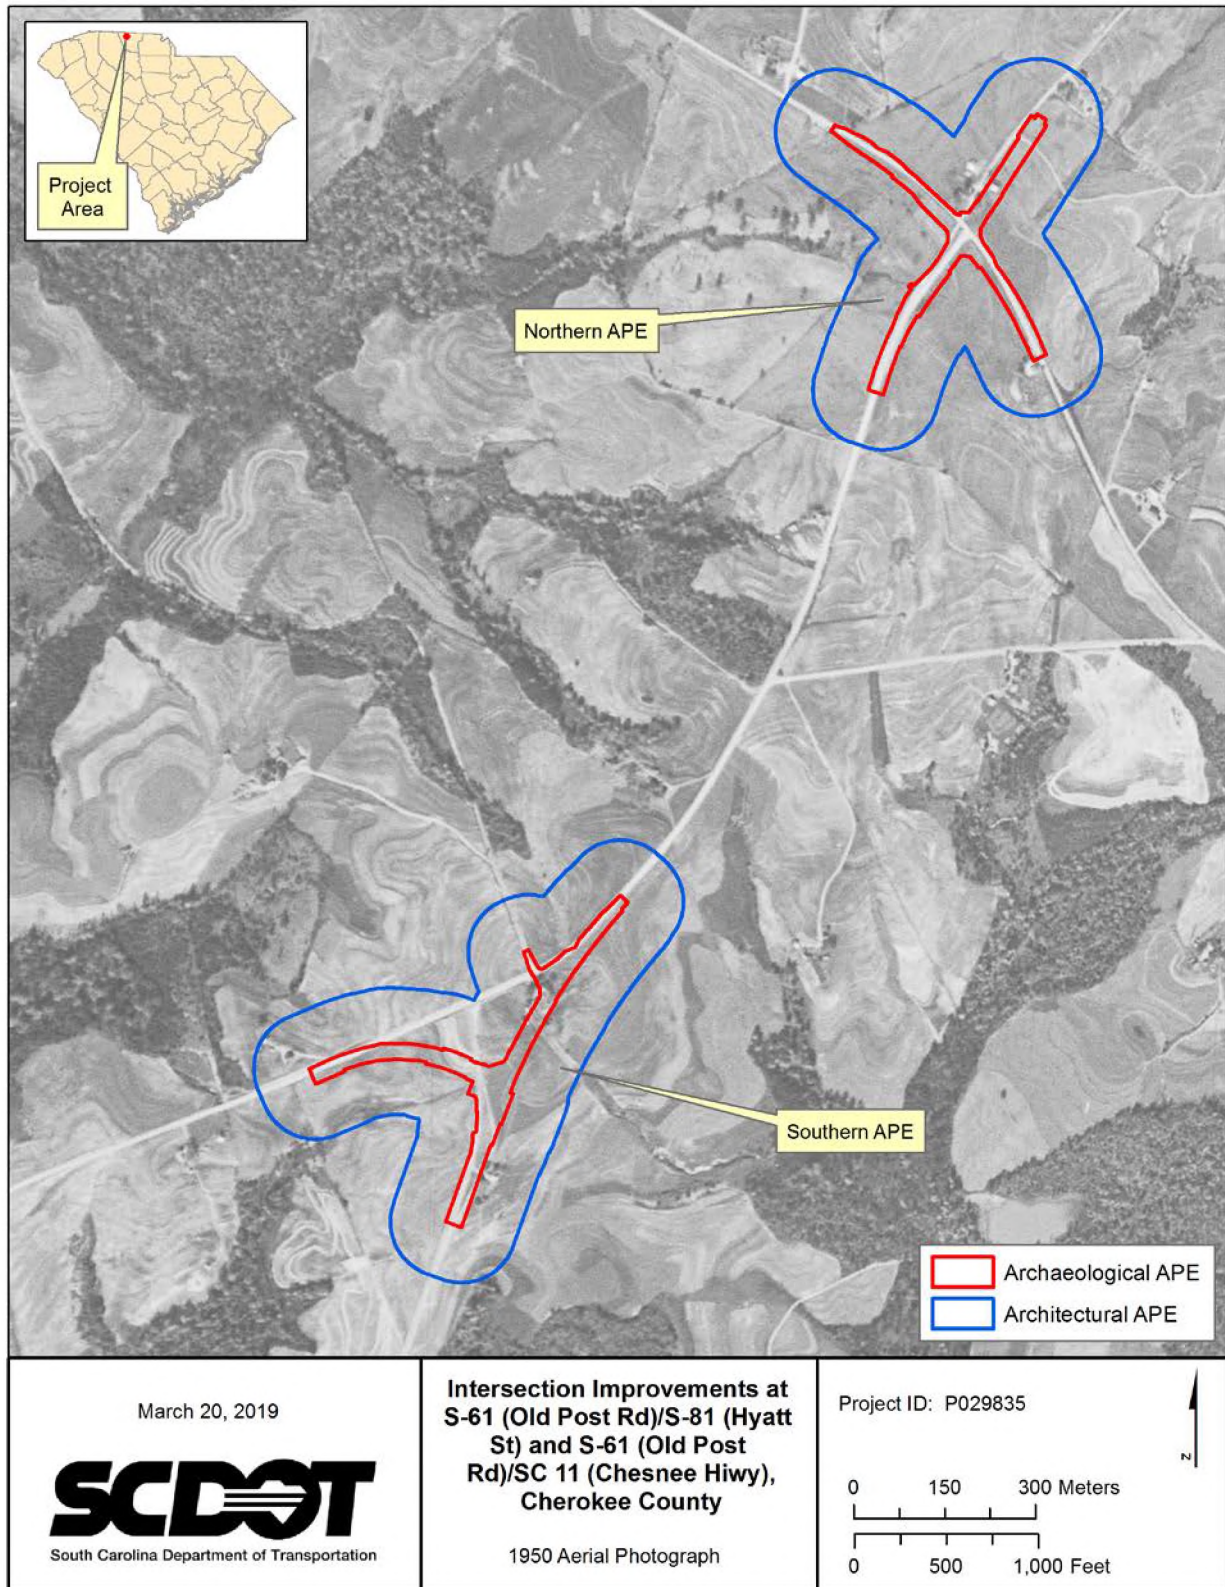 Project
Area
Northern APE
Southern APE
Archaeological APE
Architectural APE
March 20, 2019
SCDOT
South Carolina Department of Transportation
Intersection Improvements at
S-61 (Old Post Rd)/S-81 (Hyatt
St) and S-61 (Old Post
Rd)/SC 11 (Chesnee Hiwy),
Cherokee County
1950 Aerial Photograph
Project ID: P029835
N
0 150 300 Meters
0 500 1,000 Feet